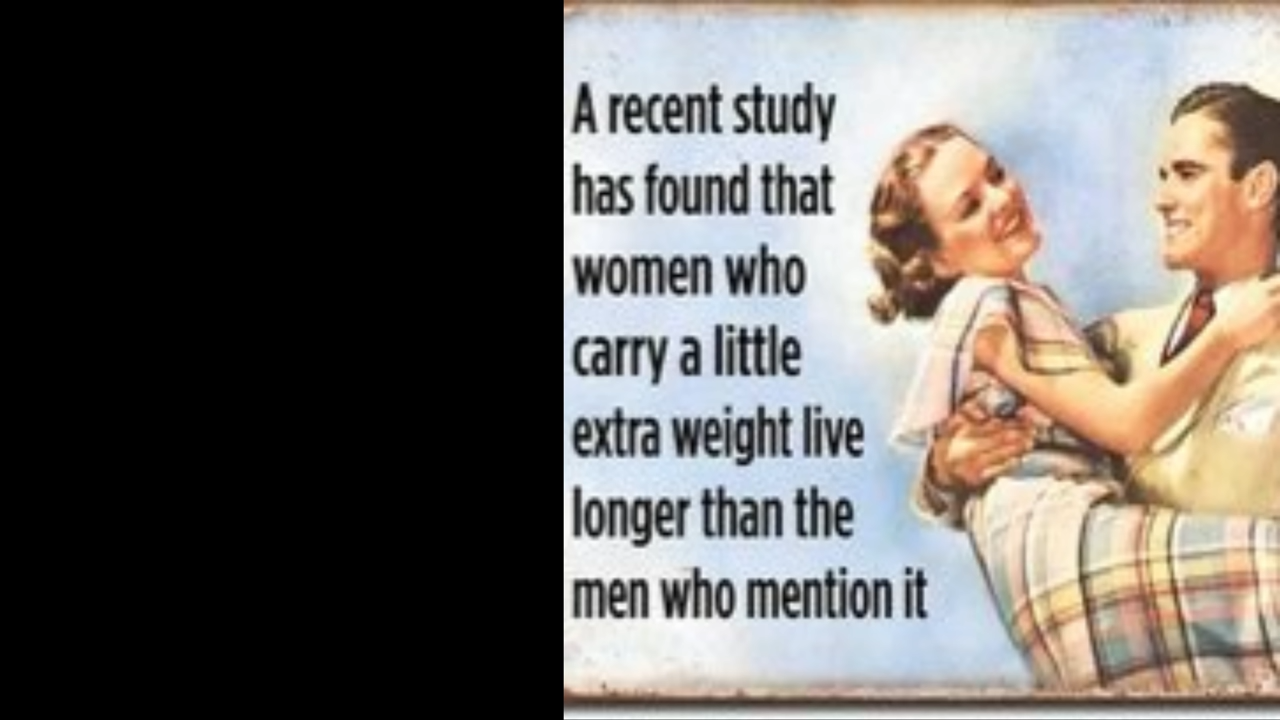 A recent study
has found that
women who
carry a little
extra weight live
longer than the
men who mention it